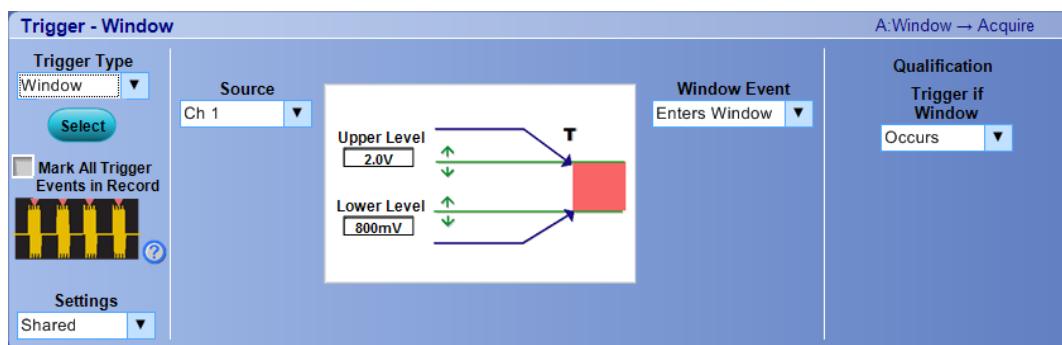 Trigger - Window
A:Window → Acquire
Trigger Type
Window
Select
Mark All Trigger
Events in Record
?
Settings
Shared
Source
Ch 1
Upper Level
2.0V
Lower Level
800mV
T
Window Event
Enters Window
Qualification
Trigger if
Window
Occurs